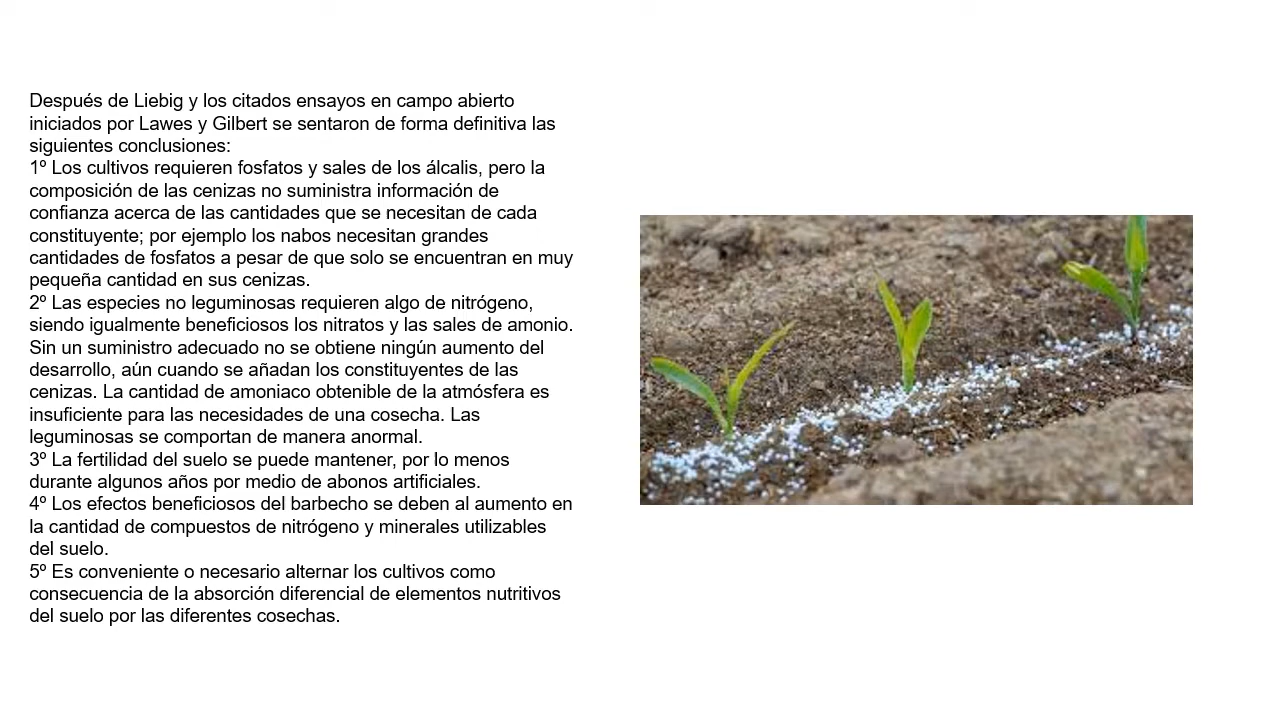 Después de Liebig y los citados ensayos en campo abierto
iniciados por Lawes y Gilbert se sentaron de forma definitiva las
siguientes conclusiones:
1º Los cultivos requieren fosfatos y sales de los álcalis, pero la
composición de las cenizas no suministra información de
confianza acerca de las cantidades que se necesitan de cada
constituyente; por ejemplo los nabos necesitan grandes
cantidades de fosfatos a pesar de que solo se encuentran en muy
pequeña cantidad en sus cenizas.
2º Las especies no leguminosas requieren algo de nitrógeno,
siendo igualmente beneficiosos los nitratos y las sales de amonio.
Sin un suministro adecuado no se obtiene ningún aumento del
desarrollo, aún cuando se añadan los constituyentes de las
cenizas. La cantidad de amoniaco obtenible de la atmósfera es
insuficiente para las necesidades de una cosecha. Las
leguminosas se comportan de manera anormal.
3º La fertilidad del suelo se puede mantener, por lo menos
durante algunos años por medio de abonos artificiales.
4º Los efectos beneficiosos del barbecho se deben al aumento en
la cantidad de compuestos de nitrógeno y minerales utilizables
del suelo.
5º Es conveniente o necesario alternar los cultivos como
consecuencia de la absorción diferencial de elementos nutritivos
del suelo por las diferentes cosechas.